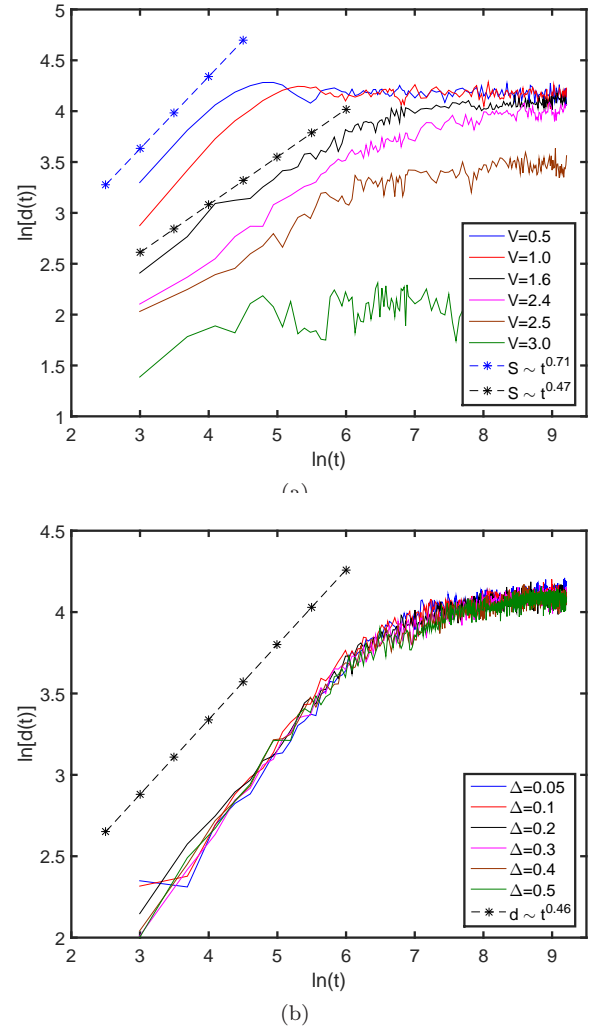 5
4.5
4
3.5
3
2.5
2
1.5
1
ln[d(t)]
2 3 4 5 6 7 8 9
ln(t)
V=0.5
V=1.0
V=1.6
V=2.4
V=2.5
V=3.0
S ∼ t^0.71
S ∼ t^0.47
(a)
4.5
4
3.5
3
2.5
2
ln[d(t)]
2 3 4 5 6 7 8 9
ln(t)
Δ=0.05
Δ=0.1
Δ=0.2
Δ=0.3
Δ=0.4
Δ=0.5
d ∼ t^0.46
(b)